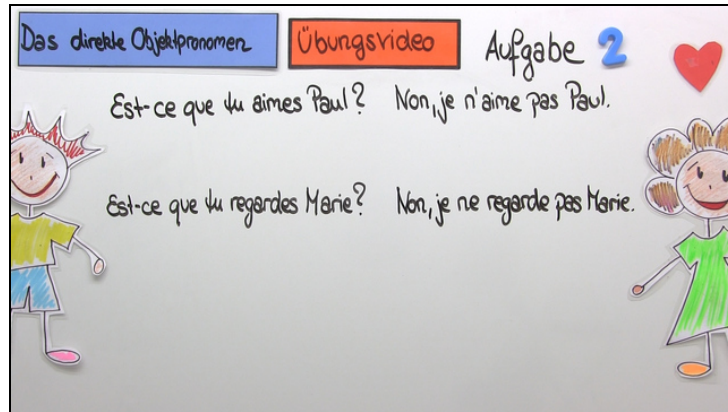 Das direkte Objektpronomen
Übungsvideo
Aufgabe 2
Est-ce que tu aimes Paul? Non, je n'aime pas Paul.
Est-ce que tu regardes Marie? Non, je ne regarde pas Marie.